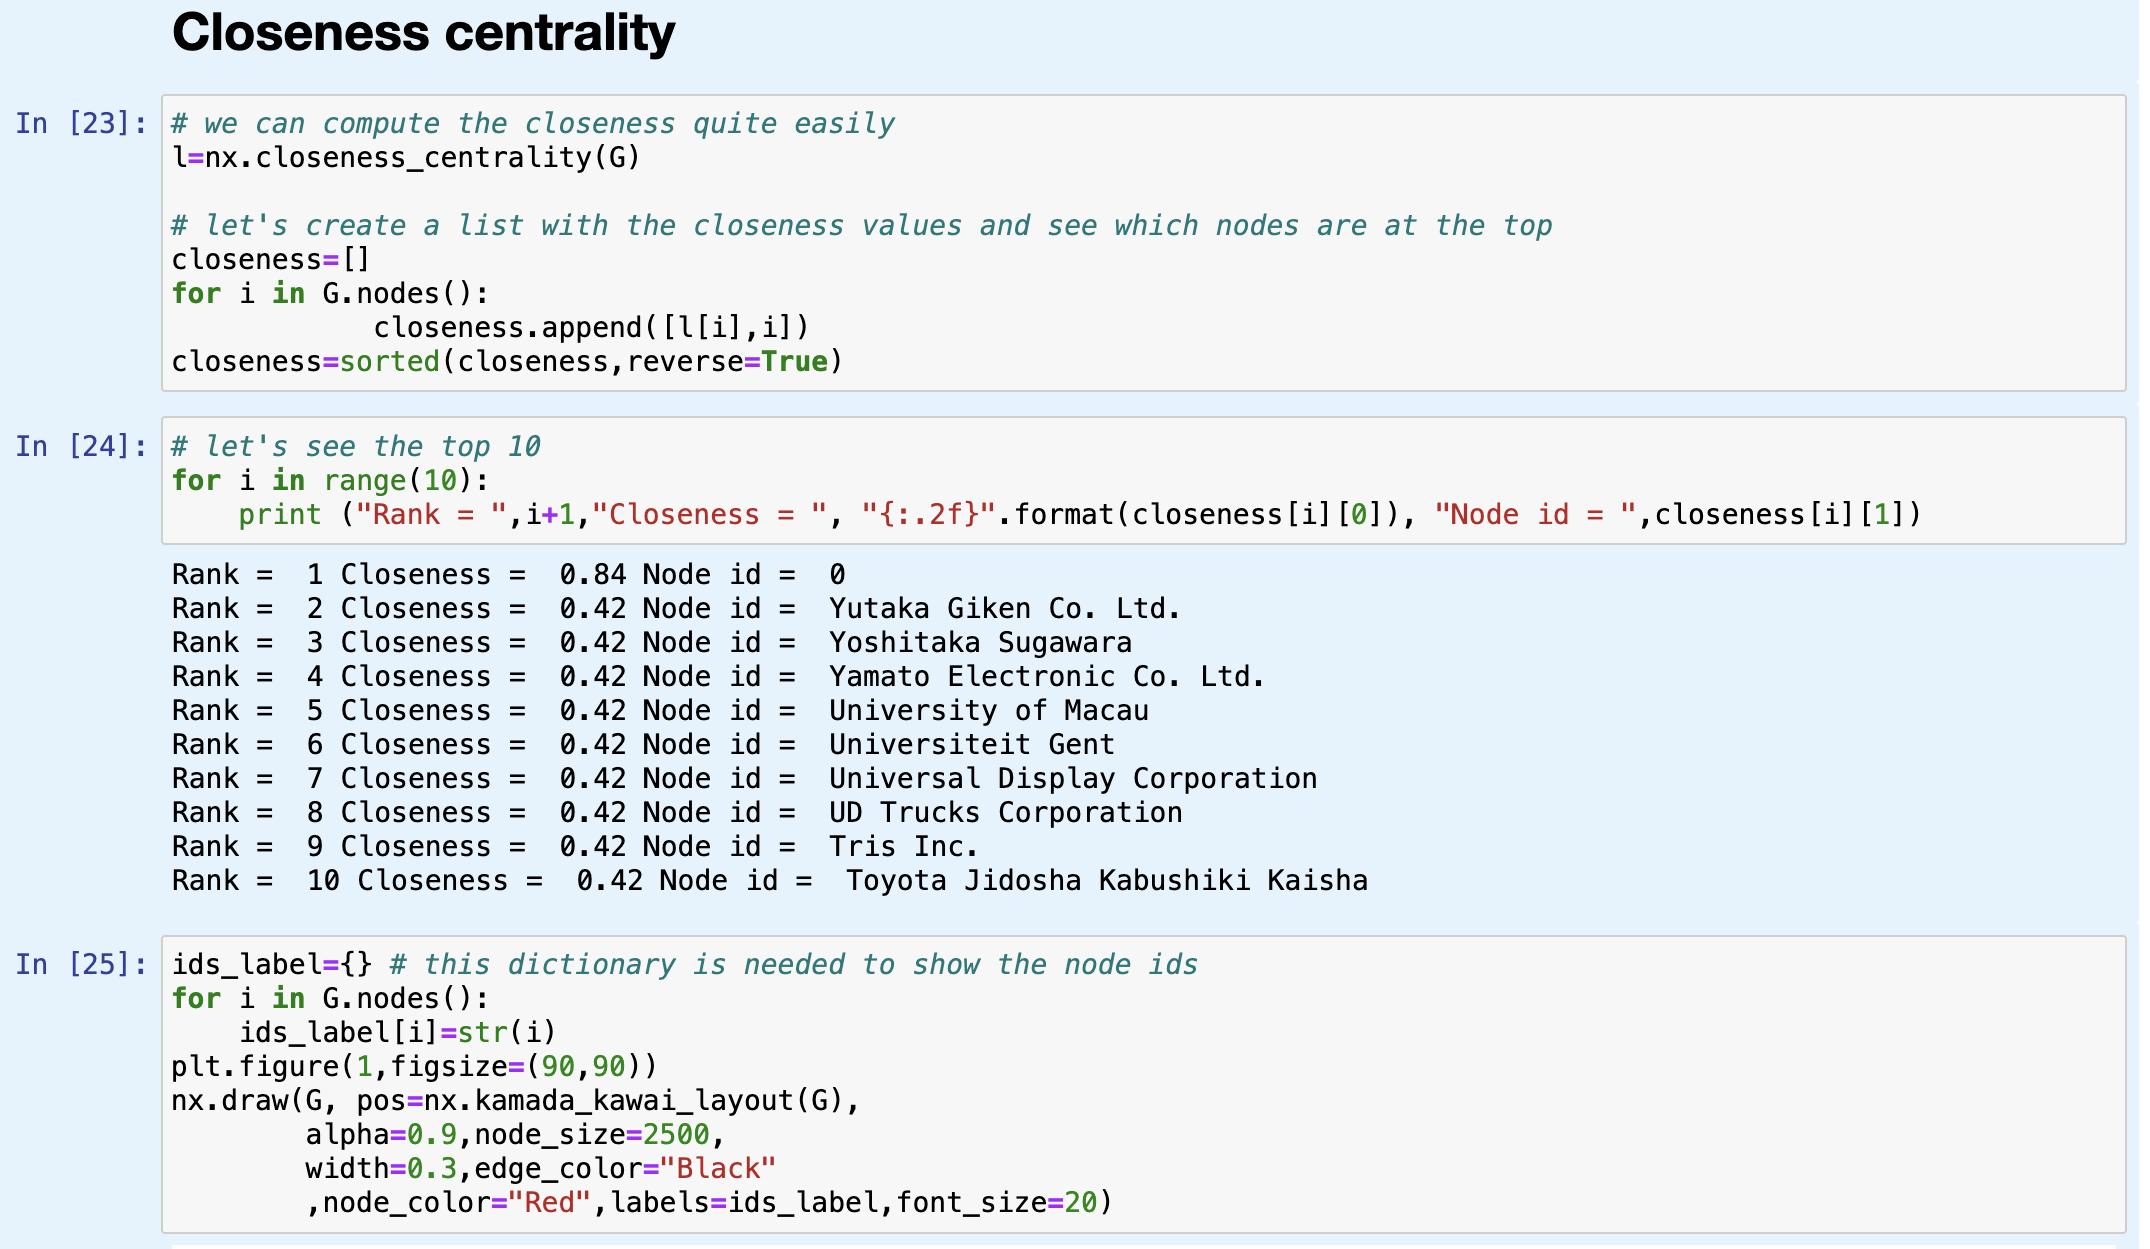 Closeness centrality
In [23]:
# we can compute the closeness quite easily
l=nx.closeness_centrality(G)
# let's create a list with the closeness values and see which nodes are at the top
closeness=[]
for i in G.nodes():
            closeness.append([l[i],i])
closeness=sorted(closeness,reverse=True)
In [24]:
# let's see the top 10
for i in range(10):
    print ("Rank = ",i+1,"Closeness = ", "{:.2f}".format(closeness[i][0]), "Node id = ",closeness[i][1])
Rank =  1 Closeness =  0.84 Node id =  0
Rank =  2 Closeness =  0.42 Node id =  Yutaka Giken Co. Ltd.
Rank =  3 Closeness =  0.42 Node id =  Yoshitaka Sugawara
Rank =  4 Closeness =  0.42 Node id =  Yamato Electronic Co. Ltd.
Rank =  5 Closeness =  0.42 Node id =  University of Macau
Rank =  6 Closeness =  0.42 Node id =  Universiteit Gent
Rank =  7 Closeness =  0.42 Node id =  Universal Display Corporation
Rank =  8 Closeness =  0.42 Node id =  UD Trucks Corporation
Rank =  9 Closeness =  0.42 Node id =  Tris Inc.
Rank =  10 Closeness =  0.42 Node id =  Toyota Jidosha Kabushiki Kaisha
In [25]:
ids_label={} # this dictionary is needed to show the node ids
for i in G.nodes():
    ids_label[i]=str(i)
plt.figure(1,figsize=(90,90))
nx.draw(G, pos=nx.kamada_kawai_layout(G),
        alpha=0.9,node_size=2500,
        width=0.3,edge_color="Black"
        ,node_color="Red",labels=ids_label,font_size=20)